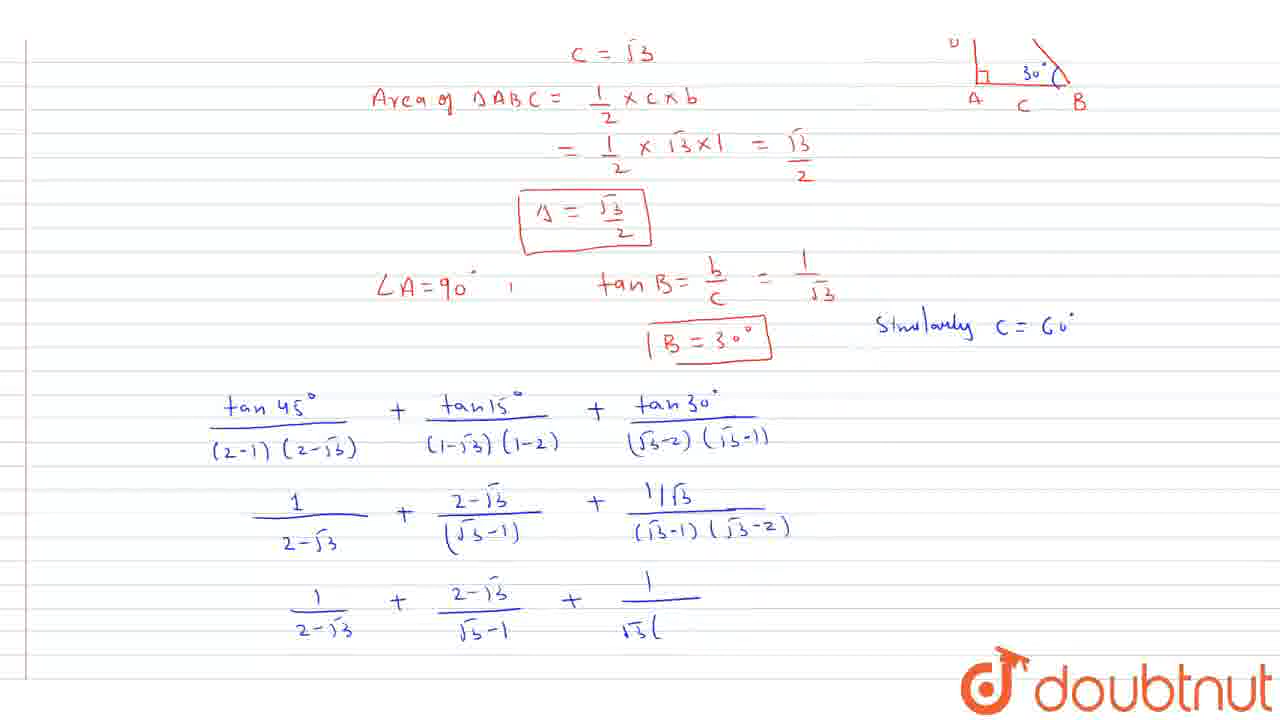 C = √3
30°
A C B
Area of ΔABC = 1/2 × c × b
= 1/2 × √3 × 1 = √3/2
Δ = √3/2
∠A = 90° , tan B = b/c = 1/√3
B = 30°
Similarly C = 60°
tan 45°/(2-1)(2-√3) + tan 15°/(1-√3)(1-2) + tan 30°/(√3-2)(√3-1)
1/2-√3 + 2-√3/(√3-1) + 1/√3/(√3-1)(√3-2)
1/2-√3 + 2-√3/√3-1 + 1/√3(
doubtnut